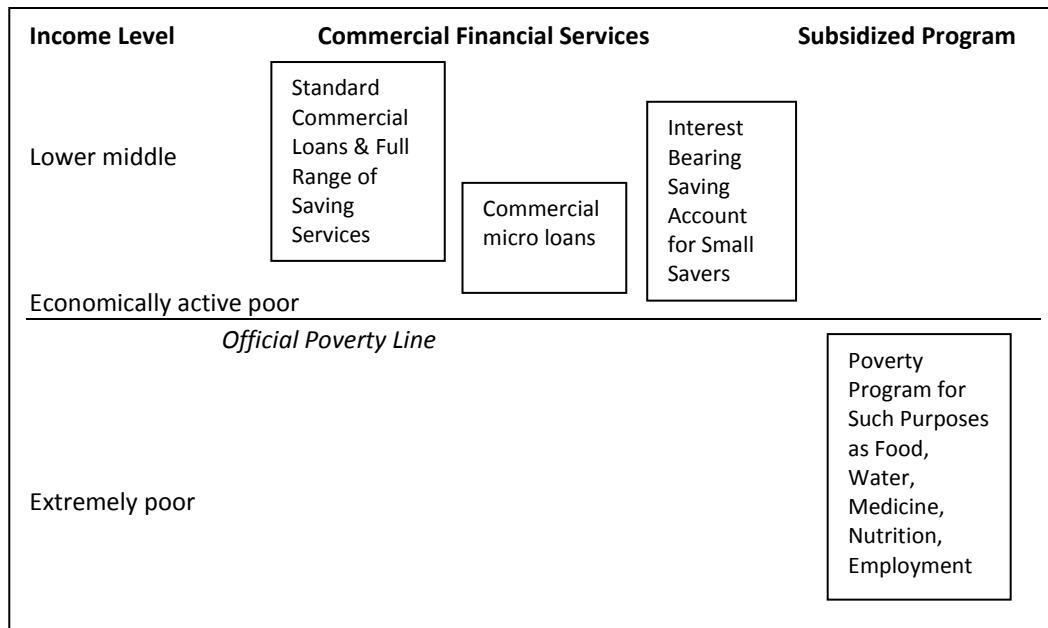 Income Level
Commercial Financial Services
Subsidized Program
Lower middle
Standard
Commercial
Loans & Full
Range of
Saving
Services
Commercial
micro loans
Interest
Bearing
Saving
Account
for Small
Savers
Economically active poor
Official Poverty Line
Extremely poor
Poverty
Program for
Such Purposes
as Food,
Water,
Medicine,
Nutrition,
Employment